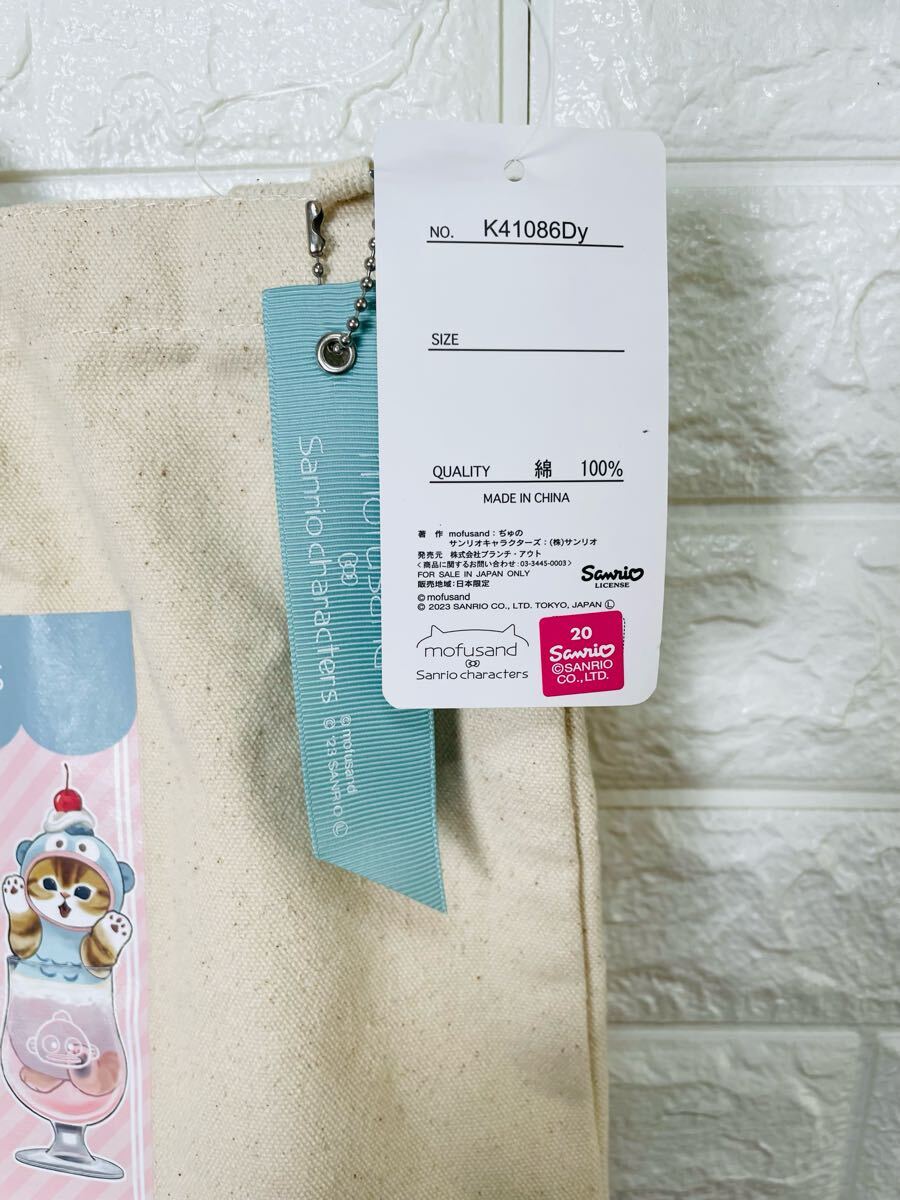 NO. K41086Dy
SIZE
QUALITY 綿 100%
MADE IN CHINA
著 作 mofusand：ぢゅの
サンリオキャラクターズ：(株)サンリオ
発売元 株式会社ブランチ・アウト
＜商品に関するお問い合わせ：03-3445-0003＞
FOR SALE IN JAPAN ONLY
販売地域：日本限定
©mofusand
© 2023 SANRIO CO., LTD. TOKYO, JAPAN Ⓛ
Sanrio
LICENSE
mofusand
Sanrio characters
20
Sanrio
©SANRIO
CO., LTD.
Sanrio characters
©mofusand
© '23 SANRIO Ⓛ